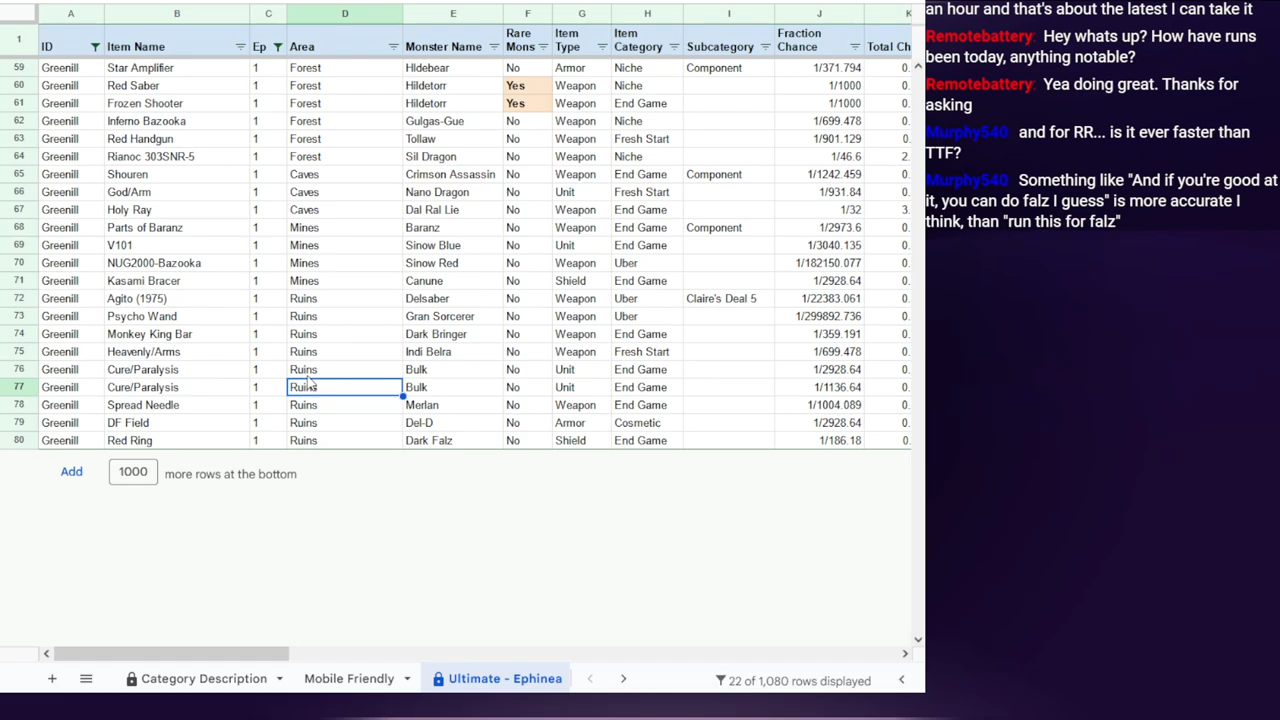 A B C D E F G H I J K
1 ID Item Name Ep Area Monster Name Rare Mons Item Type Item Category Subcategory Fraction Chance Total Ch
59 Greenill Star Amplifier 1 Forest Hldebear No Armor Niche Component 1/371.794 0.
60 Greenill Red Saber 1 Forest Hildetorr Yes Weapon Niche 1/1000 0.
61 Greenill Frozen Shooter 1 Forest Hildetorr Yes Weapon End Game 1/1000 0.
62 Greenill Inferno Bazooka 1 Forest Gulgas-Gue No Weapon Niche 1/699.478 0.
63 Greenill Red Handgun 1 Forest Tollaw No Weapon Fresh Start 1/901.129 0.
64 Greenill Rianoc 303SNR-5 1 Forest Sil Dragon No Weapon Niche 1/46.6 2.
65 Greenill Shouren 1 Caves Crimson Assassin No Weapon End Game Component 1/1242.459 0.
66 Greenill God/Arm 1 Caves Nano Dragon No Unit Fresh Start 1/931.84 0.
67 Greenill Holy Ray 1 Caves Dal Ral Lie No Weapon End Game 1/32 3.
68 Greenill Parts of Baranz 1 Mines Baranz No Weapon End Game Component 1/2973.6 0.
69 Greenill V101 1 Mines Sinow Blue No Unit End Game 1/3040.135 0.
70 Greenill NUG2000-Bazooka 1 Mines Sinow Red No Weapon Uber 1/182150.077 0.
71 Greenill Kasami Bracer 1 Mines Canune No Shield End Game 1/2928.64 0.
72 Greenill Agito (1975) 1 Ruins Delsaber No Weapon Uber Claire's Deal 5 1/22383.061 0.
73 Greenill Psycho Wand 1 Ruins Gran Sorcerer No Weapon Uber 1/299892.736 0.
74 Greenill Monkey King Bar 1 Ruins Dark Bringer No Weapon End Game 1/359.191 0.
75 Greenill Heavenly/Arms 1 Ruins Indi Belra No Weapon Fresh Start 1/699.478 0.
76 Greenill Cure/Paralysis 1 Ruins Bulk No Unit End Game 1/2928.64 0.
77 Greenill Cure/Paralysis 1 Ruins Bulk No Unit End Game 1/1136.64 0.
78 Greenill Spread Needle 1 Ruins Merlan No Weapon End Game 1/1004.089 0.
79 Greenill DF Field 1 Ruins Del-D No Armor Cosmetic 1/2928.64 0.
80 Greenill Red Ring 1 Ruins Dark Falz No Shield End Game 1/186.18 0.
Add 1000 more rows at the bottom
Category Description Mobile Friendly Ultimate - Ephinea 22 of 1,080 rows displayed
an hour and that's about the latest I can take it
Remotebattery: Hey whats up? How have runs
been today, anything notable?
Remotebattery: Yea doing great. Thanks for
asking
Murphy540 and for RR... is it ever faster than
TTF?
Murphy540 Something like "And if you're good at
it, you can do falz I guess" is more accurate I
think, than "run this for falz"